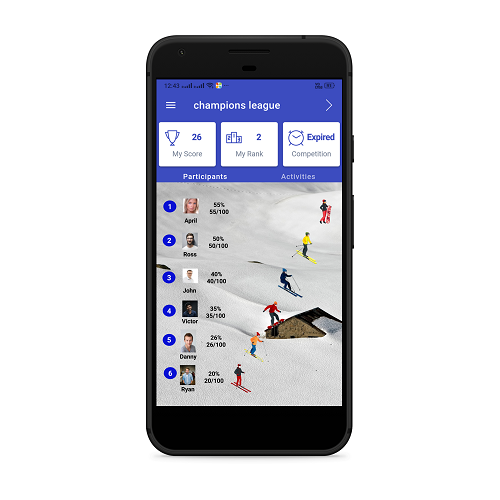 12:43
champions league
26
My Score
2
My Rank
Expired
Competition
Participants
Activities
1
April
55%
55/100
2
Ross
50%
50/100
3
John
40%
40/100
4
Victor
35%
35/100
5
Danny
26%
26/100
6
Ryan
20%
20/100